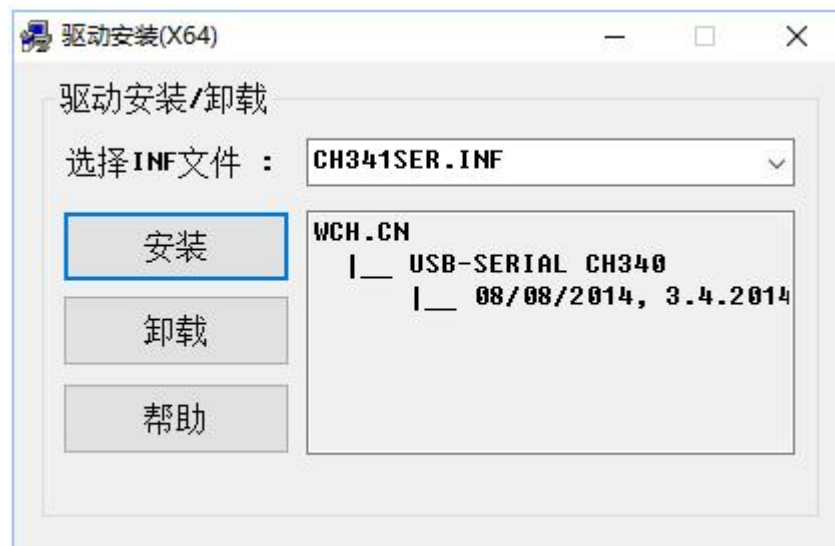 驱动安装(X64)
驱动安装/卸载
选择INF文件 : CH341SER.INF
安装
卸载
帮助
WCH.CN
|__ USB-SERIAL CH340
|__ 08/08/2014, 3.4.2014